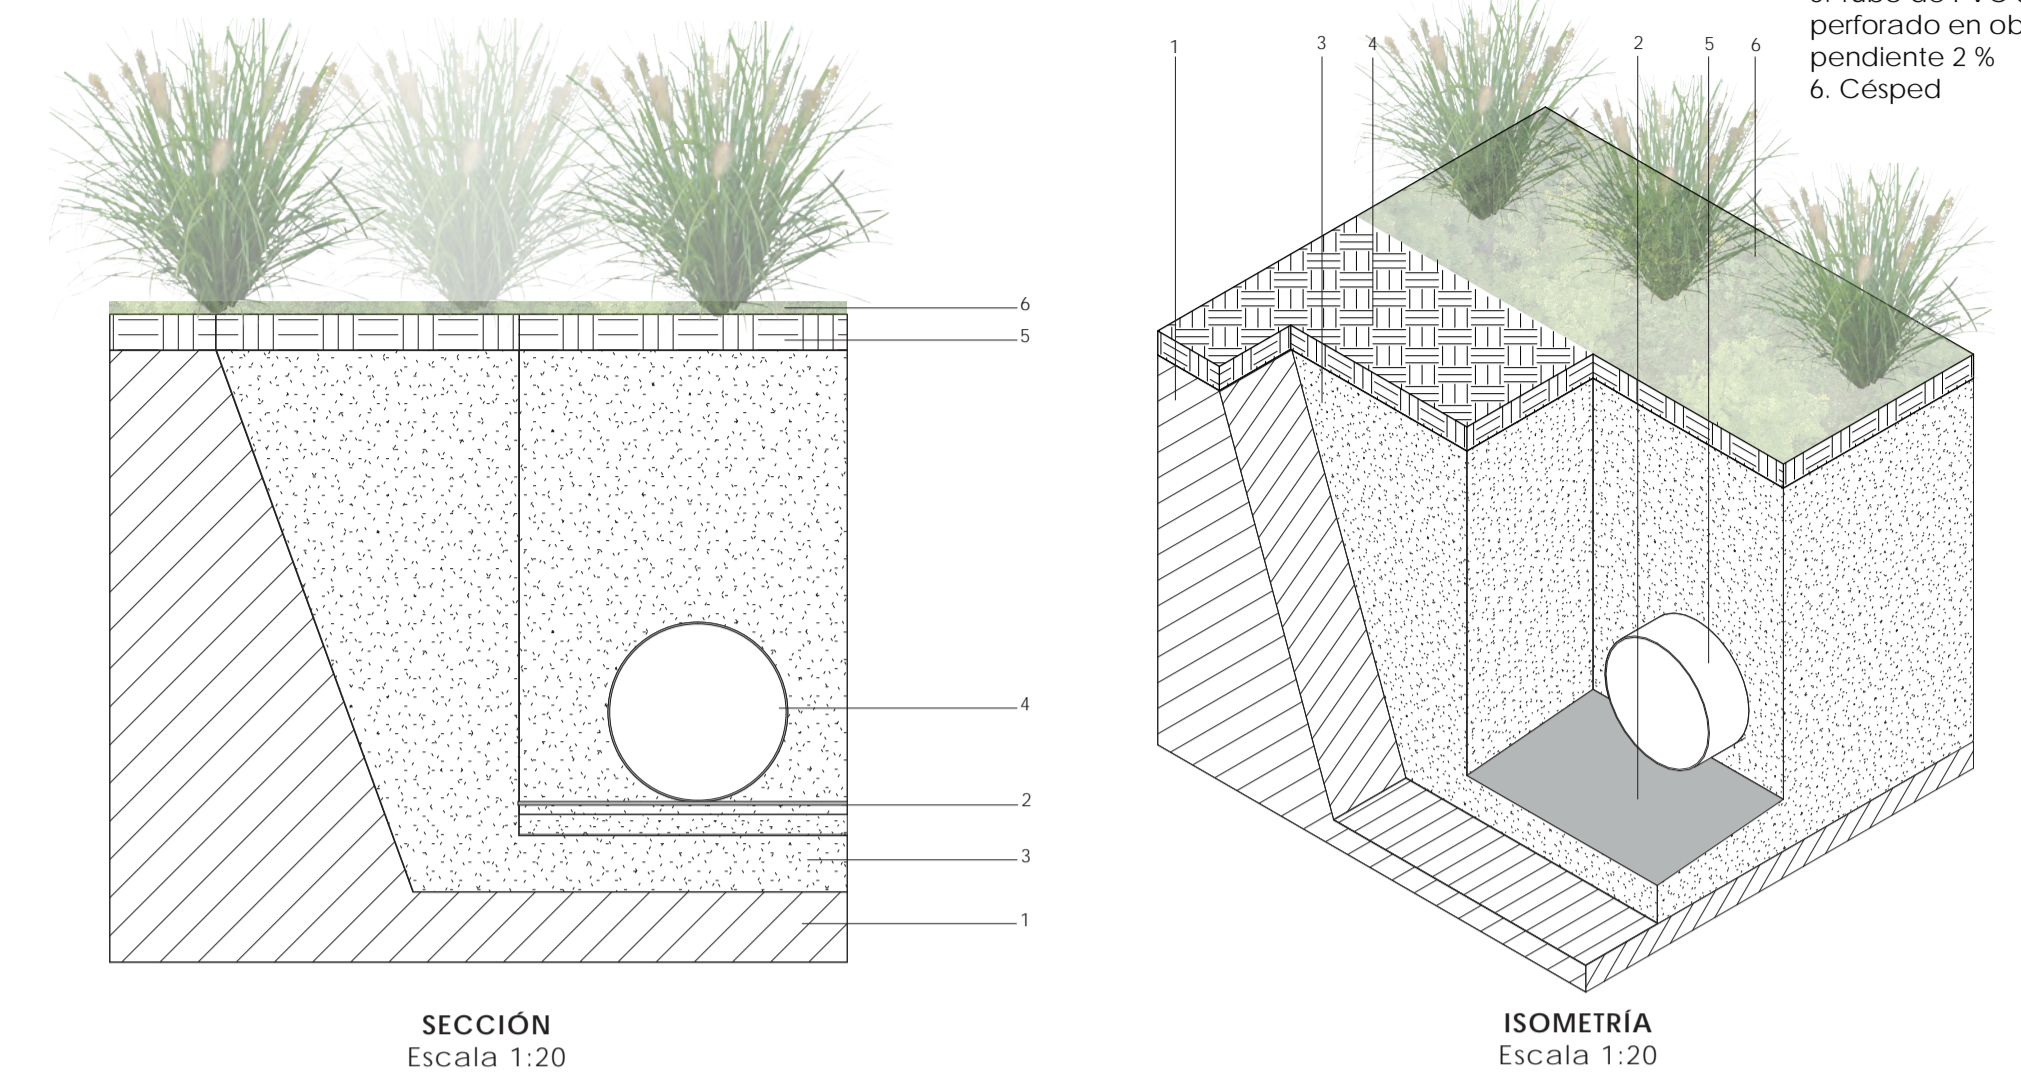 perforado en ob
pendiente 2 %
6. Césped
1
3
4
2
5
6
6
5
4
2
3
1
SECCIÓN
Escala 1:20
ISOMETRÍA
Escala 1:20